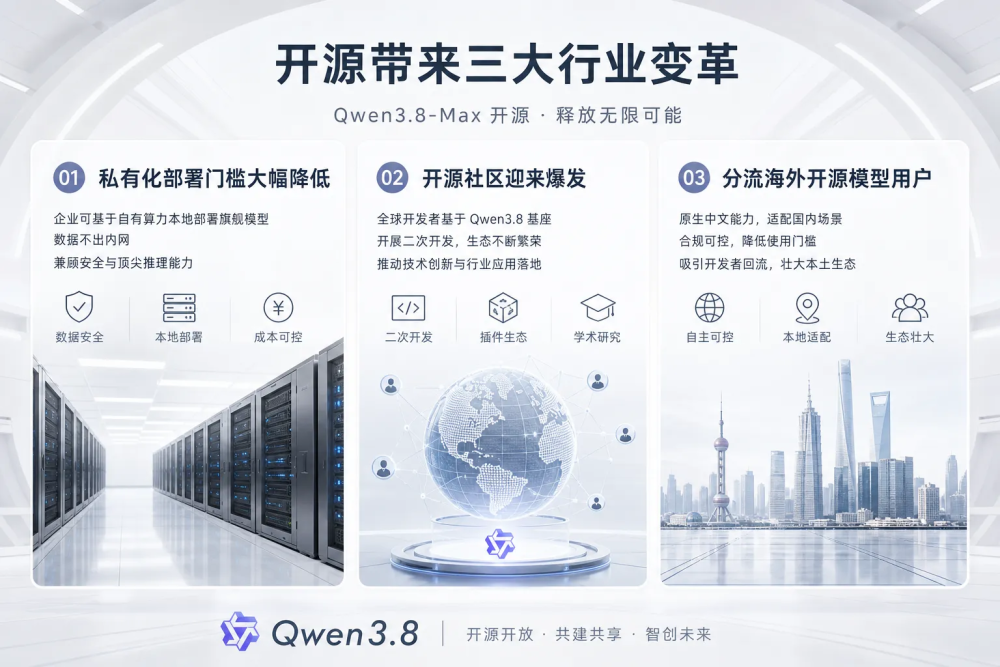 开源带来三大行业变革
Qwen3.8-Max 开源 · 释放无限可能
01 私有化部署门槛大幅降低
企业可基于自有算力本地部署旗舰模型
数据不出内网
兼顾安全与顶尖推理能力
数据安全
本地部署
成本可控
02 开源社区迎来爆发
全球开发者基于 Qwen3.8 基座
开展二次开发，生态不断繁荣
推动技术创新与行业应用落地
二次开发
插件生态
学术研究
03 分流海外开源模型用户
原生中文能力，适配国内场景
合规可控，降低使用门槛
吸引开发者回流，壮大本土生态
自主可控
本地适配
生态壮大
Qwen3.8
开源开放 · 共建共享 · 智创未来